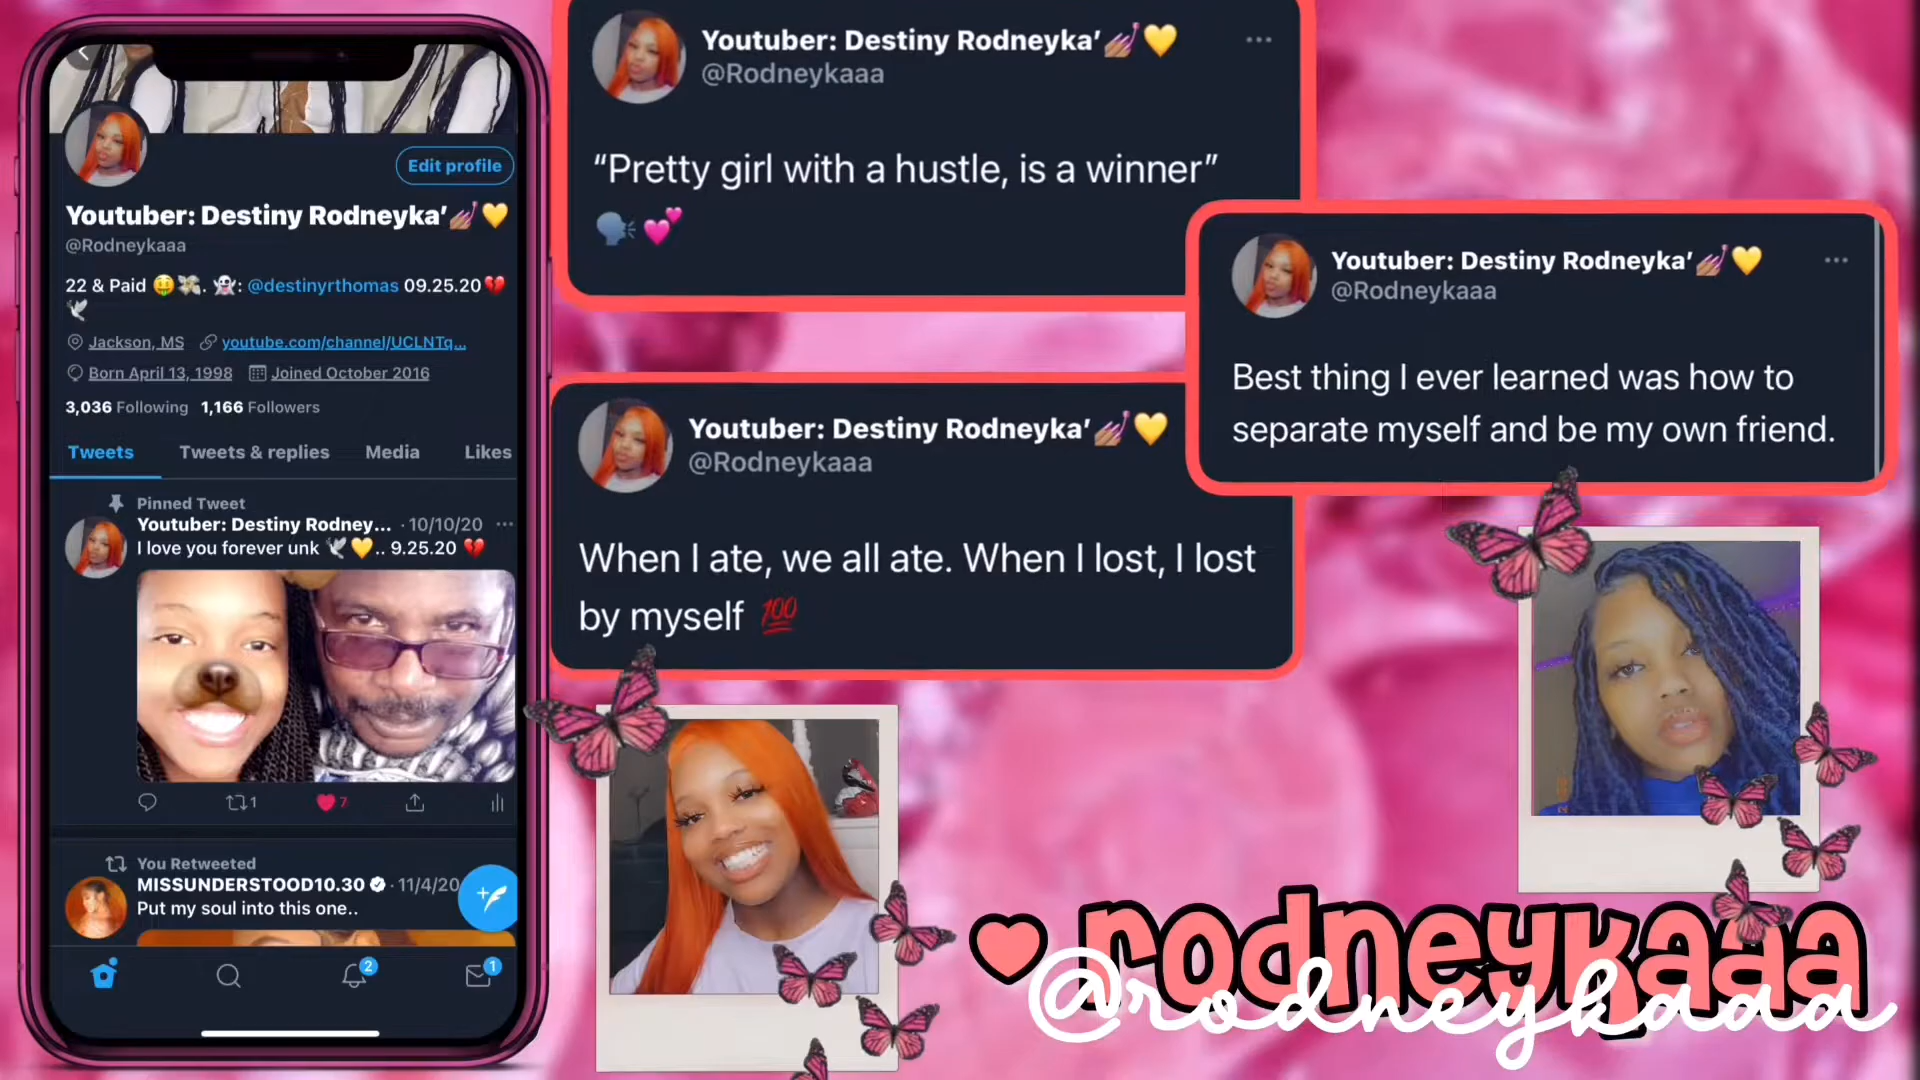 Edit profile
Youtuber: Destiny Rodneyka’💅🏽💛
@Rodneykaaa
22 & Paid 🤑💸. 👻: @destinyrthomas 09.25.20💔
🕊
Jackson, MS youtube.com/channel/UCLNTq...
Born April 13, 1998 Joined October 2016
3,036 Following 1,166 Followers
Tweets Tweets & replies Media Likes
Pinned Tweet
Youtuber: Destiny Rodney... · 10/10/20 ···
I love you forever unk 🕊💛.. 9.25.20 💔
1 7
You Retweeted
MISSUNDERSTOOD10.30 · 11/4/20
Put my soul into this one..
2 1
Youtuber: Destiny Rodneyka’💅🏽💛 ···
@Rodneykaaa
“Pretty girl with a hustle, is a winner”
🗣💕
Youtuber: Destiny Rodneyka’💅🏽💛 ···
@Rodneykaaa
Best thing I ever learned was how to
separate myself and be my own friend.
Youtuber: Destiny Rodneyka’💅🏽💛
@Rodneykaaa
When I ate, we all ate. When I lost, I lost
by myself 💯
rodneykaaa
@rodneykaaa